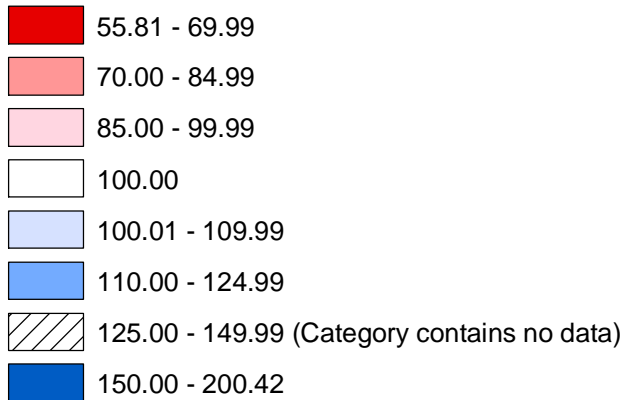 55.81 - 69.99
70.00 - 84.99
85.00 - 99.99
100.00
100.01 - 109.99
110.00 - 124.99
125.00 - 149.99 (Category contains no data)
150.00 - 200.42